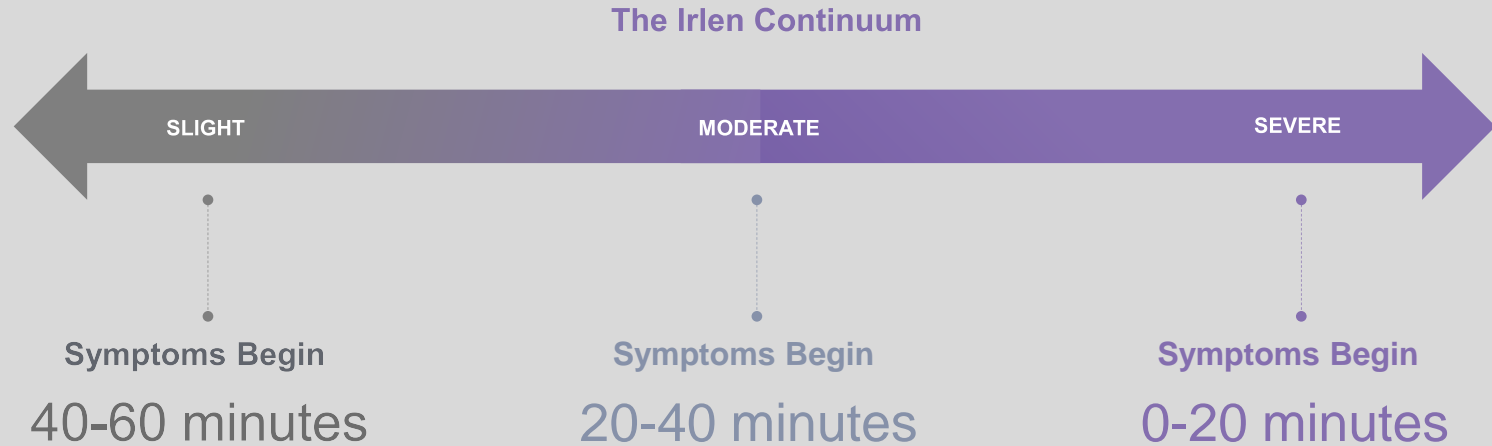 The Irlen Continuum
SLIGHT
MODERATE
SEVERE
Symptoms Begin
40-60 minutes
Symptoms Begin
20-40 minutes
Symptoms Begin
0-20 minutes